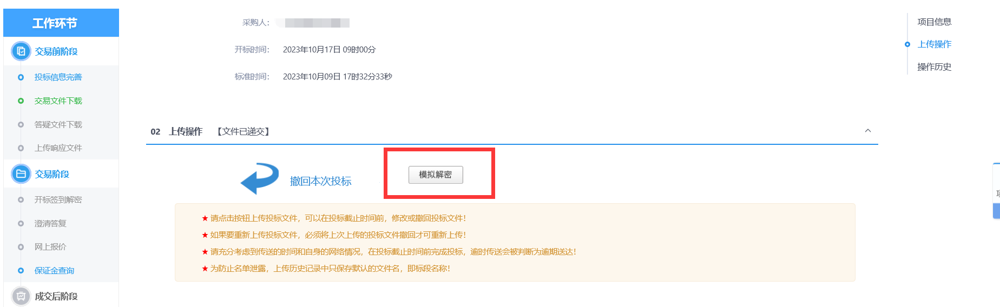 工作环节
交易前阶段
投标信息完善
交易文件下载
答疑文件下载
上传响应文件
交易阶段
开标签到解密
澄清答复
网上报价
保证金查询
成交后阶段
采购人：
开标时间： 2023年10月17日 09时00分
标准时间： 2023年10月09日 17时32分33秒
02 上传操作 【文件已递交】
撤回本次投标
模拟解密
★ 请点击按钮上传投标文件，可以在投标截止时间前，修改或撤回投标文件！
★ 如果要重新上传投标文件，必须将上次上传的投标文件撤回才可重新上传！
★ 请充分考虑到传送的时间和自身的网络情况，在投标截止时间前完成投标，逾时传送会被判断为逾期送达！
★ 为防止名单泄露，上传历史记录中只保存默认的文件名，即标段名称！
项目信息
上传操作
操作历史